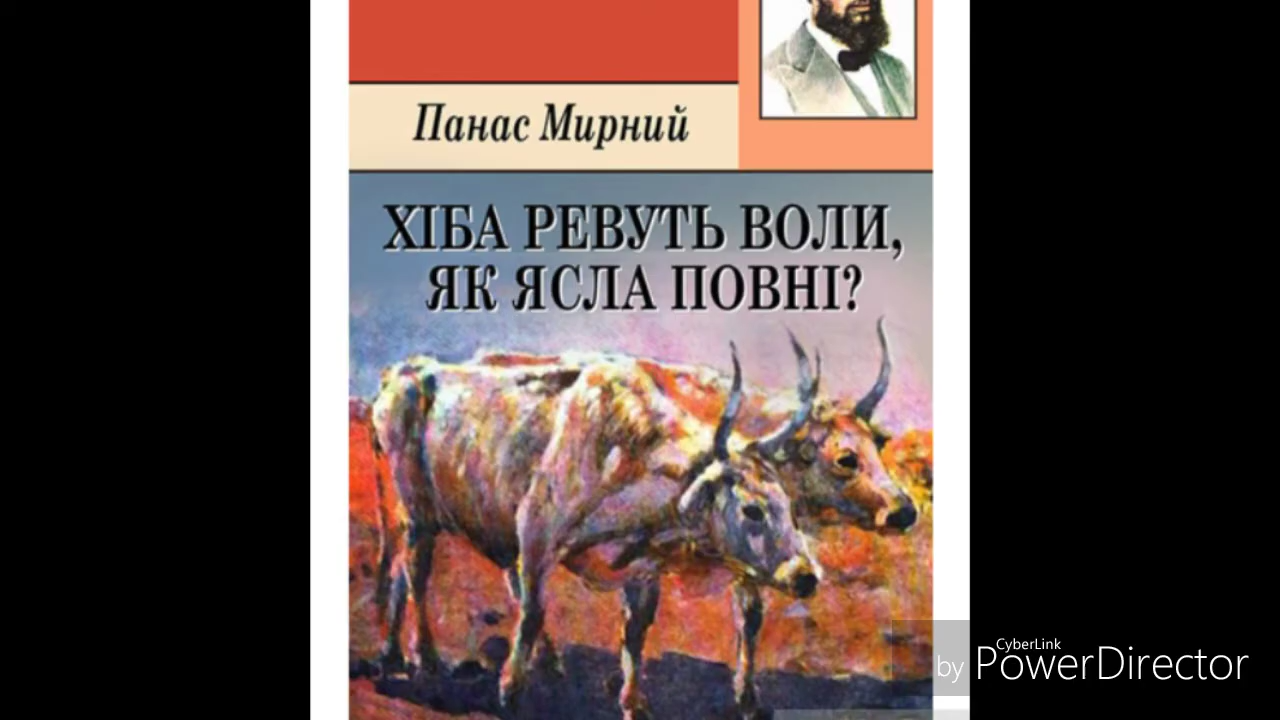 Панас Мирний
ХІБА РЕВУТЬ ВОЛИ,
ЯК ЯСЛА ПОВНІ?
CyberLink
by PowerDirector